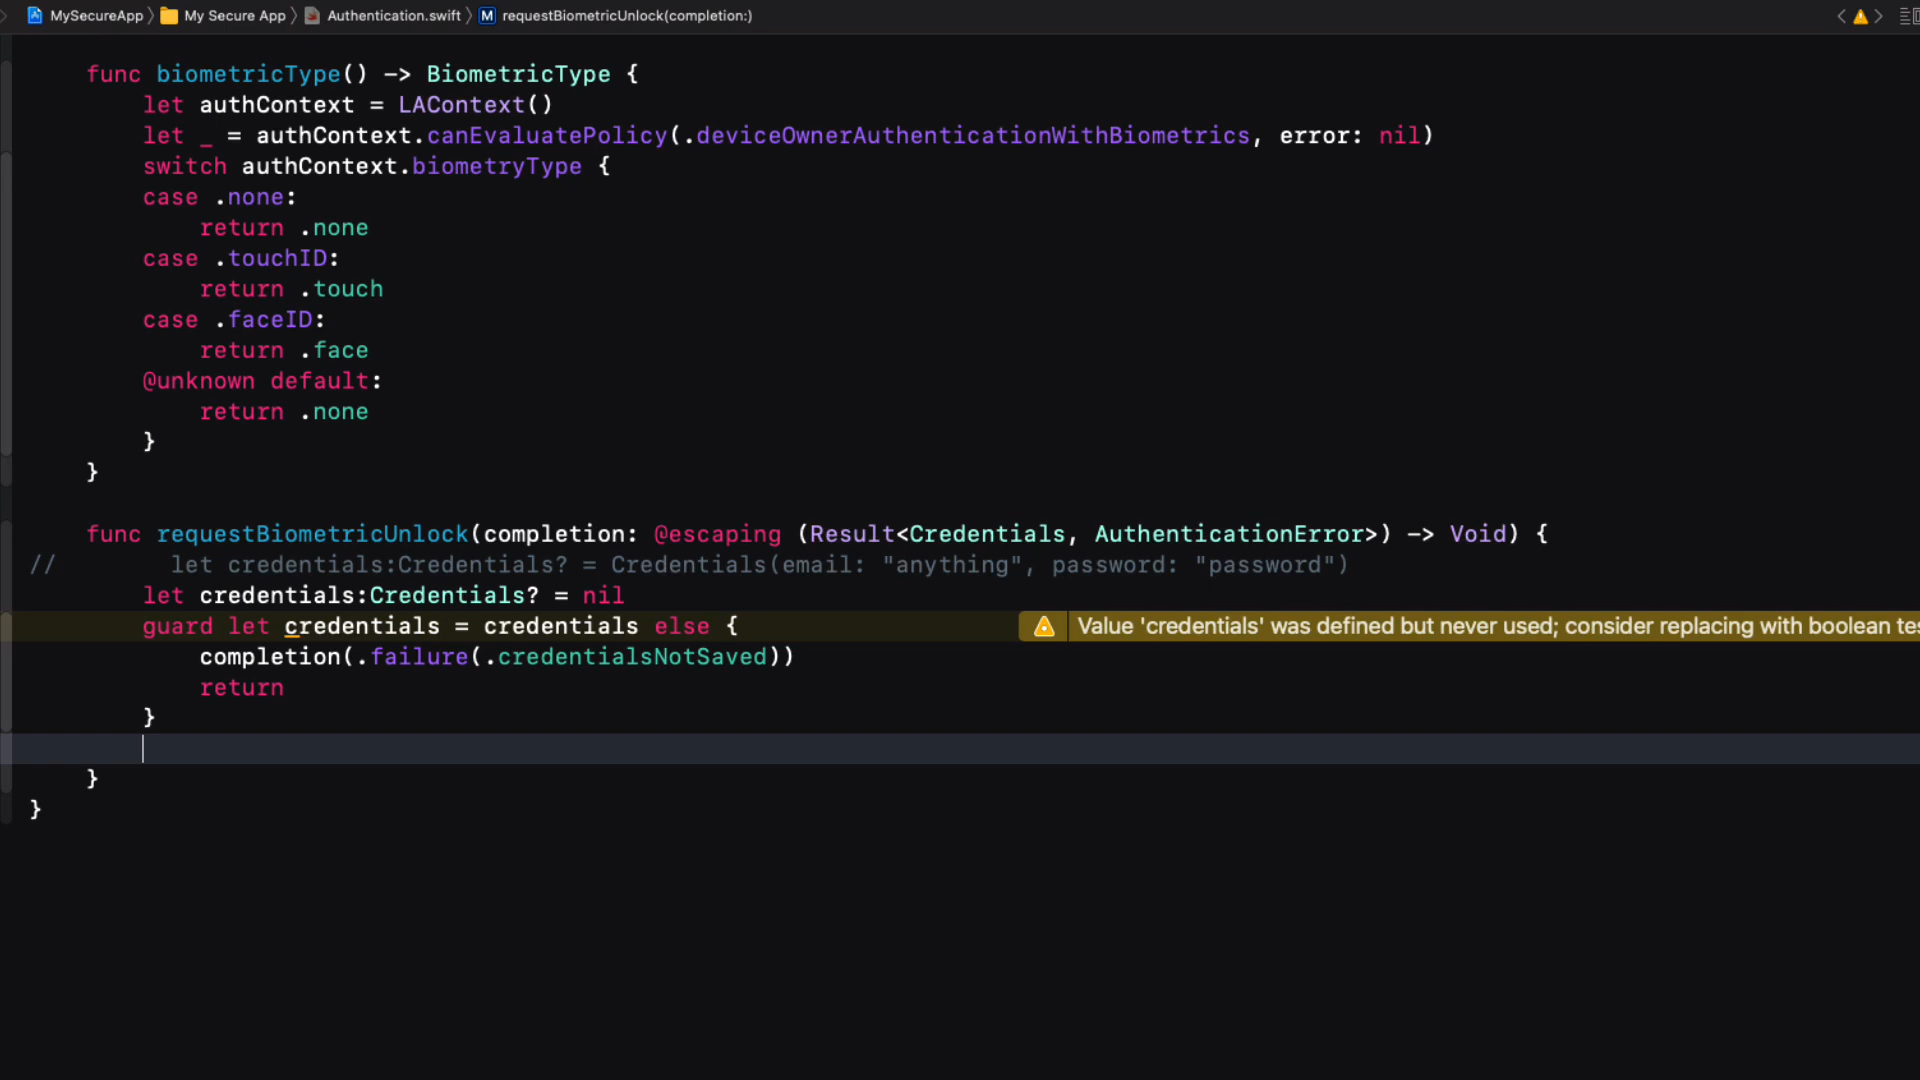 MySecureApp My Secure App Authentication.swift M requestBiometricUnlock(completion:)
func biometricType() -> BiometricType {
let authContext = LAContext()
let _ = authContext.canEvaluatePolicy(.deviceOwnerAuthenticationWithBiometrics, error: nil)
switch authContext.biometryType {
case .none:
return .none
case .touchID:
return .touch
case .faceID:
return .face
@unknown default:
return .none
}
}
func requestBiometricUnlock(completion: @escaping (Result<Credentials, AuthenticationError>) -> Void) {
// let credentials:Credentials? = Credentials(email: "anything", password: "password")
let credentials:Credentials? = nil
guard let credentials = credentials else { Value 'credentials' was defined but never used; consider replacing with boolean tes
completion(.failure(.credentialsNotSaved))
return
}
}
}